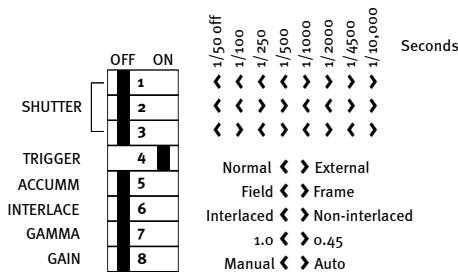 1/50 off 1/100 1/250 1/500 1/1000 1/2000 1/4500 1/10,000 Seconds
OFF ON
1
SHUTTER 2
3
TRIGGER 4 Normal External
ACCUMM 5 Field Frame
INTERLACE 6 Interlaced Non-interlaced
GAMMA 7 1.0 0.45
GAIN 8 Manual Auto